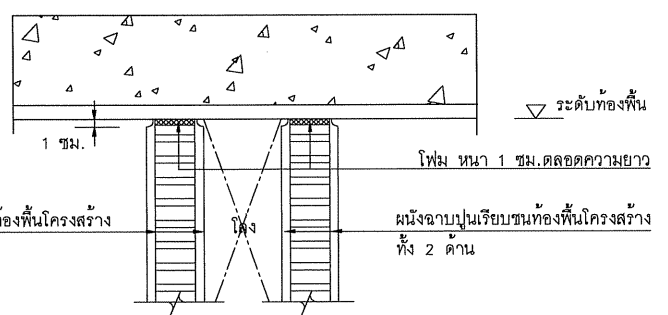 ระดับท้องพื้น
1 ซม.
โฟม หนา 1 ซม.ตลอดความยาว
ท้องพื้นโครงสร้าง
โล่ง
ผนังฉาบปูนเรียบชนท้องพื้นโครงสร้าง
ทั้ง 2 ด้าน